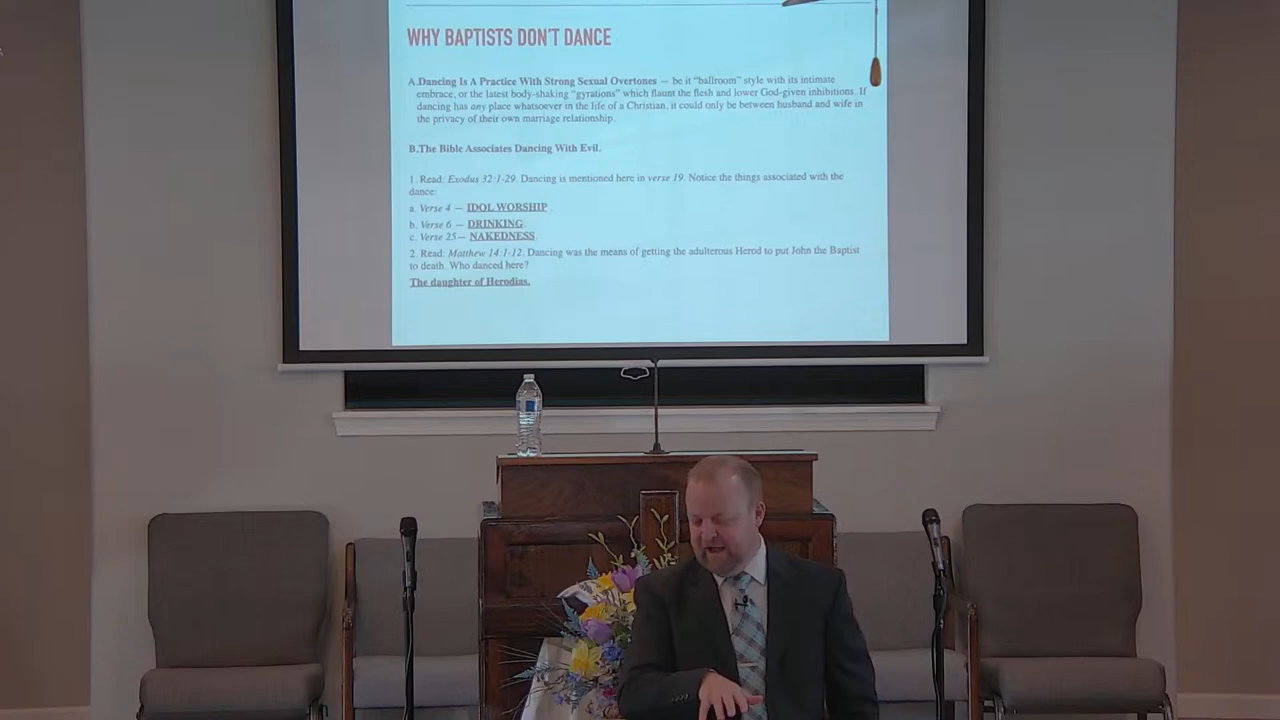 WHY BAPTISTS DON'T DANCE
A.Dancing Is A Practice With Strong Sexual Overtones — be it "ballroom" style with its intimate
embrace, or the latest body-shaking "gyrations" which flaunt the flesh and lower God-given inhibitions. If
dancing has any place whatsoever in the life of a Christian, it could only be between husband and wife in
the privacy of their own marriage relationship.
B.The Bible Associates Dancing With Evil.
1. Read: Exodus 32:1-29. Dancing is mentioned here in verse 19. Notice the things associated with the
dance:
a. Verse 4 — IDOL WORSHIP
b. Verse 6 — DRINKING.
c. Verse 25— NAKEDNESS.
2. Read: Matthew 14:1-12. Dancing was the means of getting the adulterous Herod to put John the Baptist
to death. Who danced here?
The daughter of Herodias.